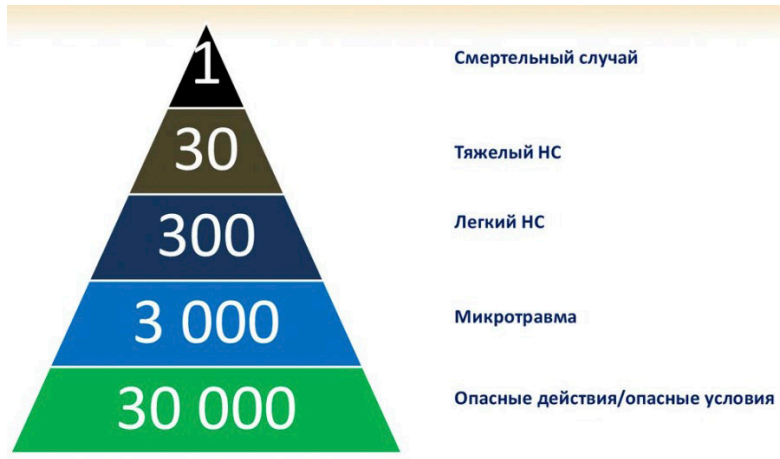 1
Смертельный случай
30
Тяжелый НС
300
Легкий НС
3 000
Микротравма
30 000
Опасные действия/опасные условия